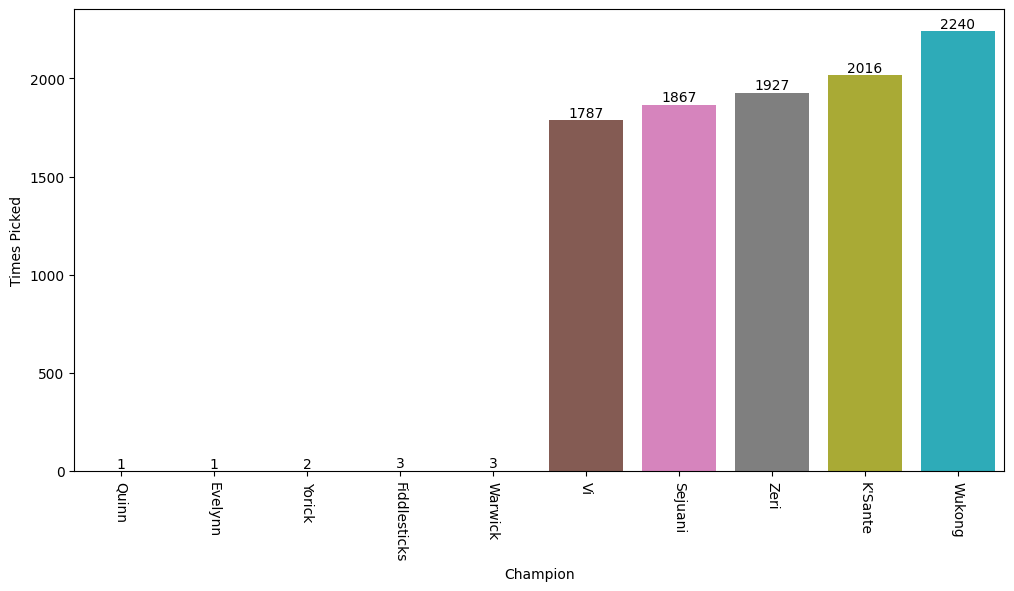 Times Picked
2000
1500
1000
500
0
1
1
2
3
3
1787
1867
1927
2016
2240
Quinn
Evelynn
Yorick
Fiddlesticks
Warwick
Vi
Sejuani
Zeri
K'Sante
Wukong
Champion